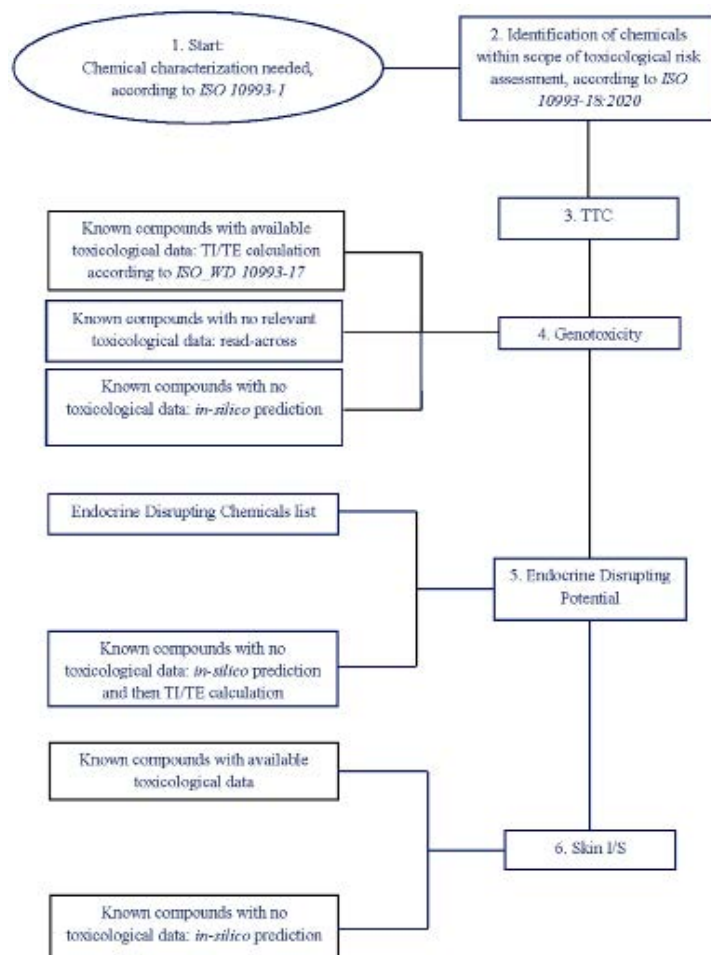 1. Start:
Chemical characterization needed,
according to ISO 10993-1
2. Identification of chemicals
within scope of toxicological risk
assessment, according to ISO
10993-18:2020
3. TTC
Known compounds with available
toxicological data: TI/TE calculation
according to ISO_WD 10993-17
Known compounds with no relevant
toxicological data: read-across
4. Genotoxicity
Known compounds with no
toxicological data: in-silico prediction
Endocrine Disrupting Chemicals list
5. Endocrine Disrupting
Potential
Known compounds with no
toxicological data: in-silico prediction
and then TI/TE calculation
Known compounds with available
toxicological data
6. Skin I/S
Known compounds with no
toxicological data: in-silico prediction